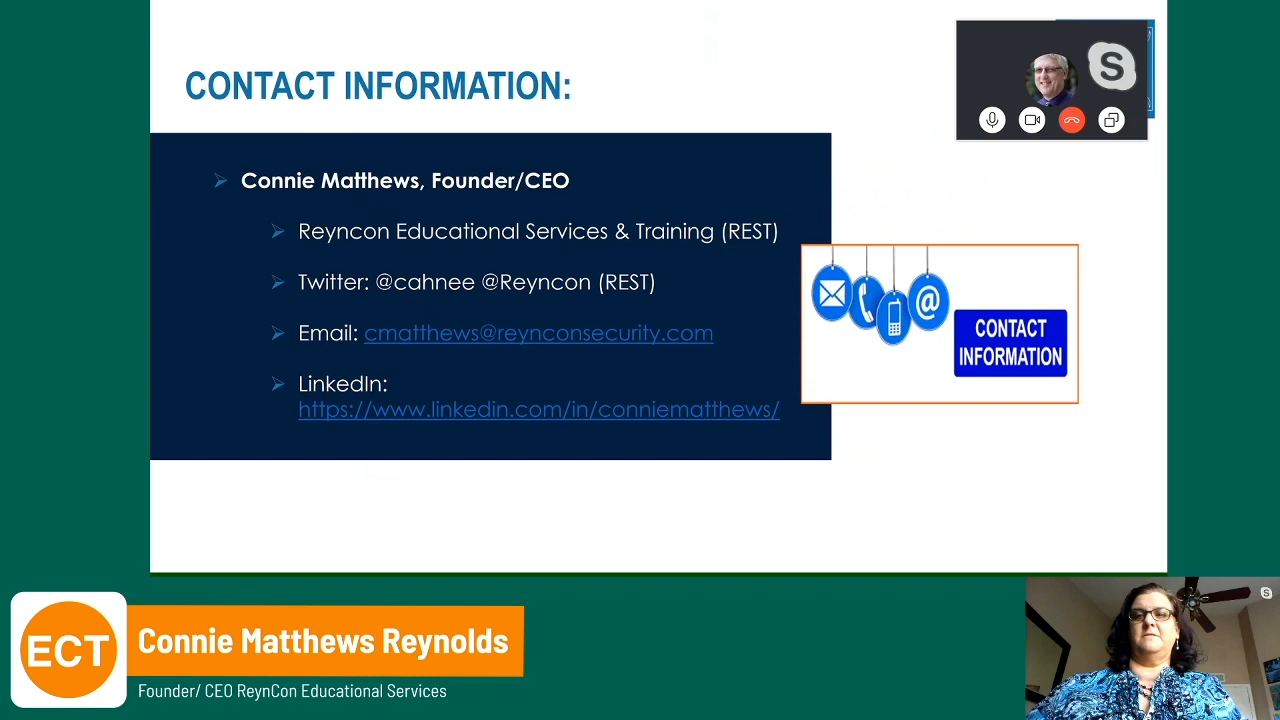 CONTACT INFORMATION:
S
Connie Matthews, Founder/CEO
Reyncon Educational Services & Training (REST)
Twitter: @cahnee @Reyncon (REST)
Email: cmatthews@reynconsecurity.com
LinkedIn:
https://www.linkedin.com/in/conniematthews/
@
CONTACT
INFORMATION
ECT
Connie Matthews Reynolds
Founder/ CEO ReynCon Educational Services
S